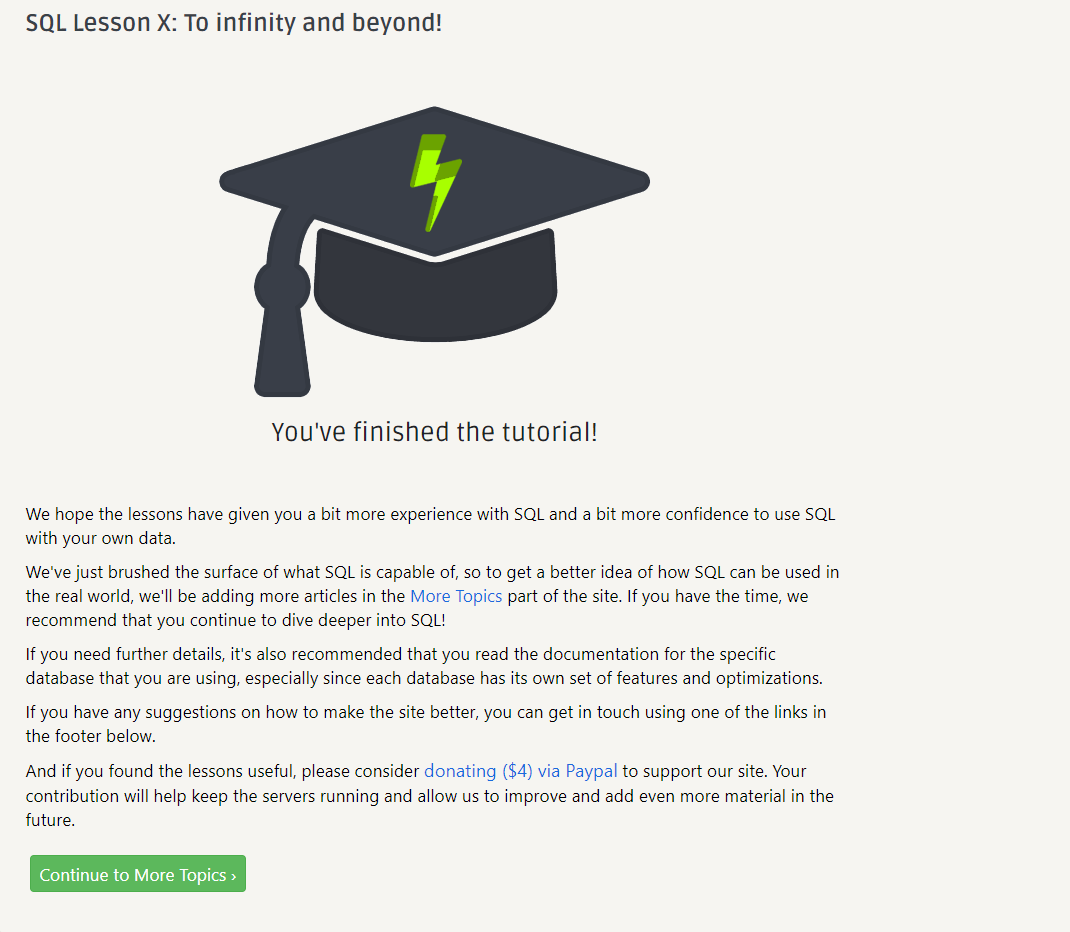 SQL Lesson X: To infinity and beyond!
You've finished the tutorial!
We hope the lessons have given you a bit more experience with SQL and a bit more confidence to use SQL
with your own data.
We've just brushed the surface of what SQL is capable of, so to get a better idea of how SQL can be used in
the real world, we'll be adding more articles in the More Topics part of the site. If you have the time, we
recommend that you continue to dive deeper into SQL!
If you need further details, it's also recommended that you read the documentation for the specific
database that you are using, especially since each database has its own set of features and optimizations.
If you have any suggestions on how to make the site better, you can get in touch using one of the links in
the footer below.
And if you found the lessons useful, please consider donating ($4) via Paypal to support our site. Your
contribution will help keep the servers running and allow us to improve and add even more material in the
future.
Continue to More Topics ›